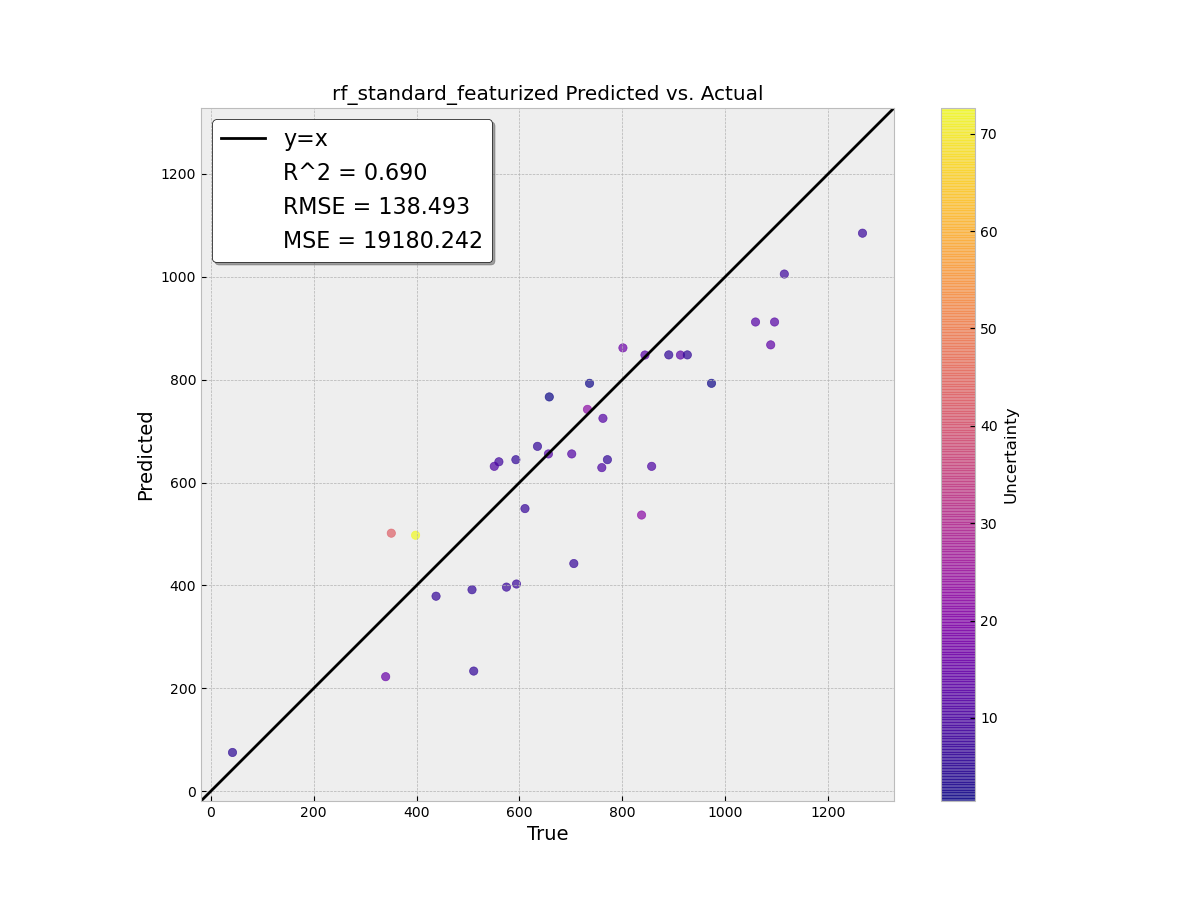 rf_standard_featurized Predicted vs. Actual
y=x
R^2 = 0.690
RMSE = 138.493
MSE = 19180.242
Predicted
1200
1000
800
600
400
200
0
0 200 400 600 800 1000 1200
True
70
60
50
40
30
20
10
Uncertainty